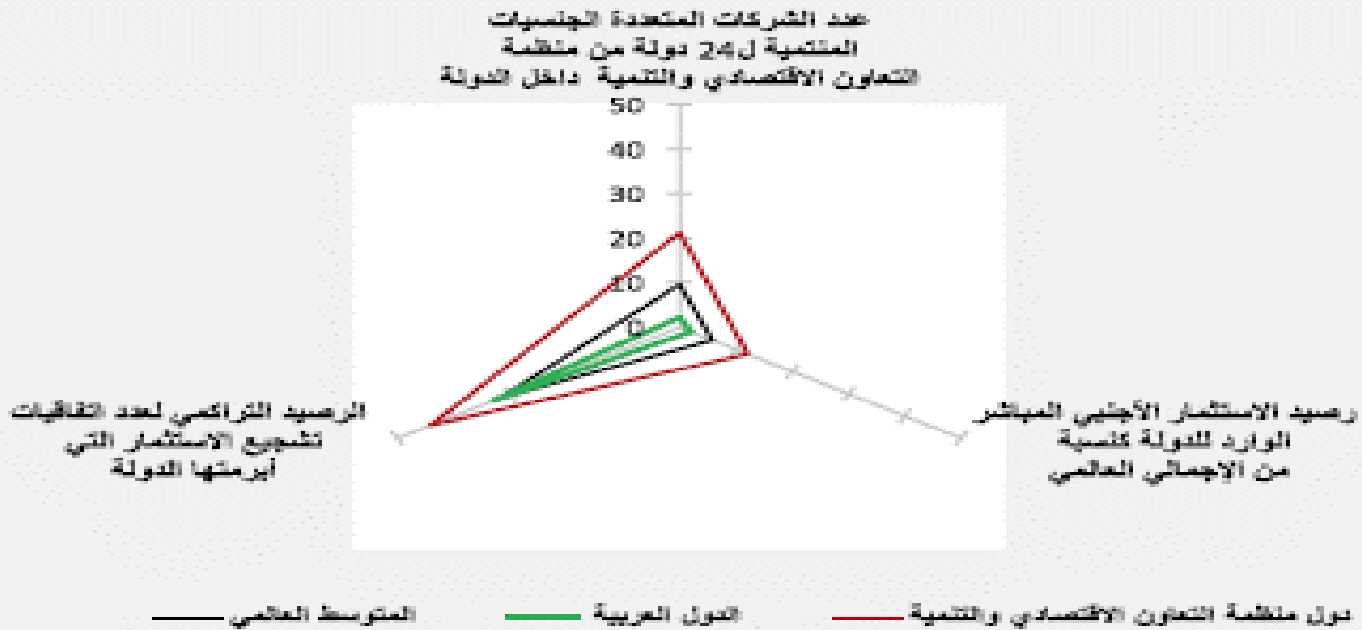 عدد الشركات المتعددة الجنسيات
المنتمية ل24 دولة من منظمة
التعاون الاقتصادي والتنمية داخل الدولة
50
40
30
20
10
0
رصيد الاستثمار الأجنبي المباشر
الوارد للدولة كنسبة
من الإجمالي العالمي
الرصيد التراكمي لعدد اتفاقيات
تشجيع الاستثمار التي
أبرمتها الدولة
دول منظمة التعاون الاقتصادي والتنمية
الدول العربية
المتوسط العالمي